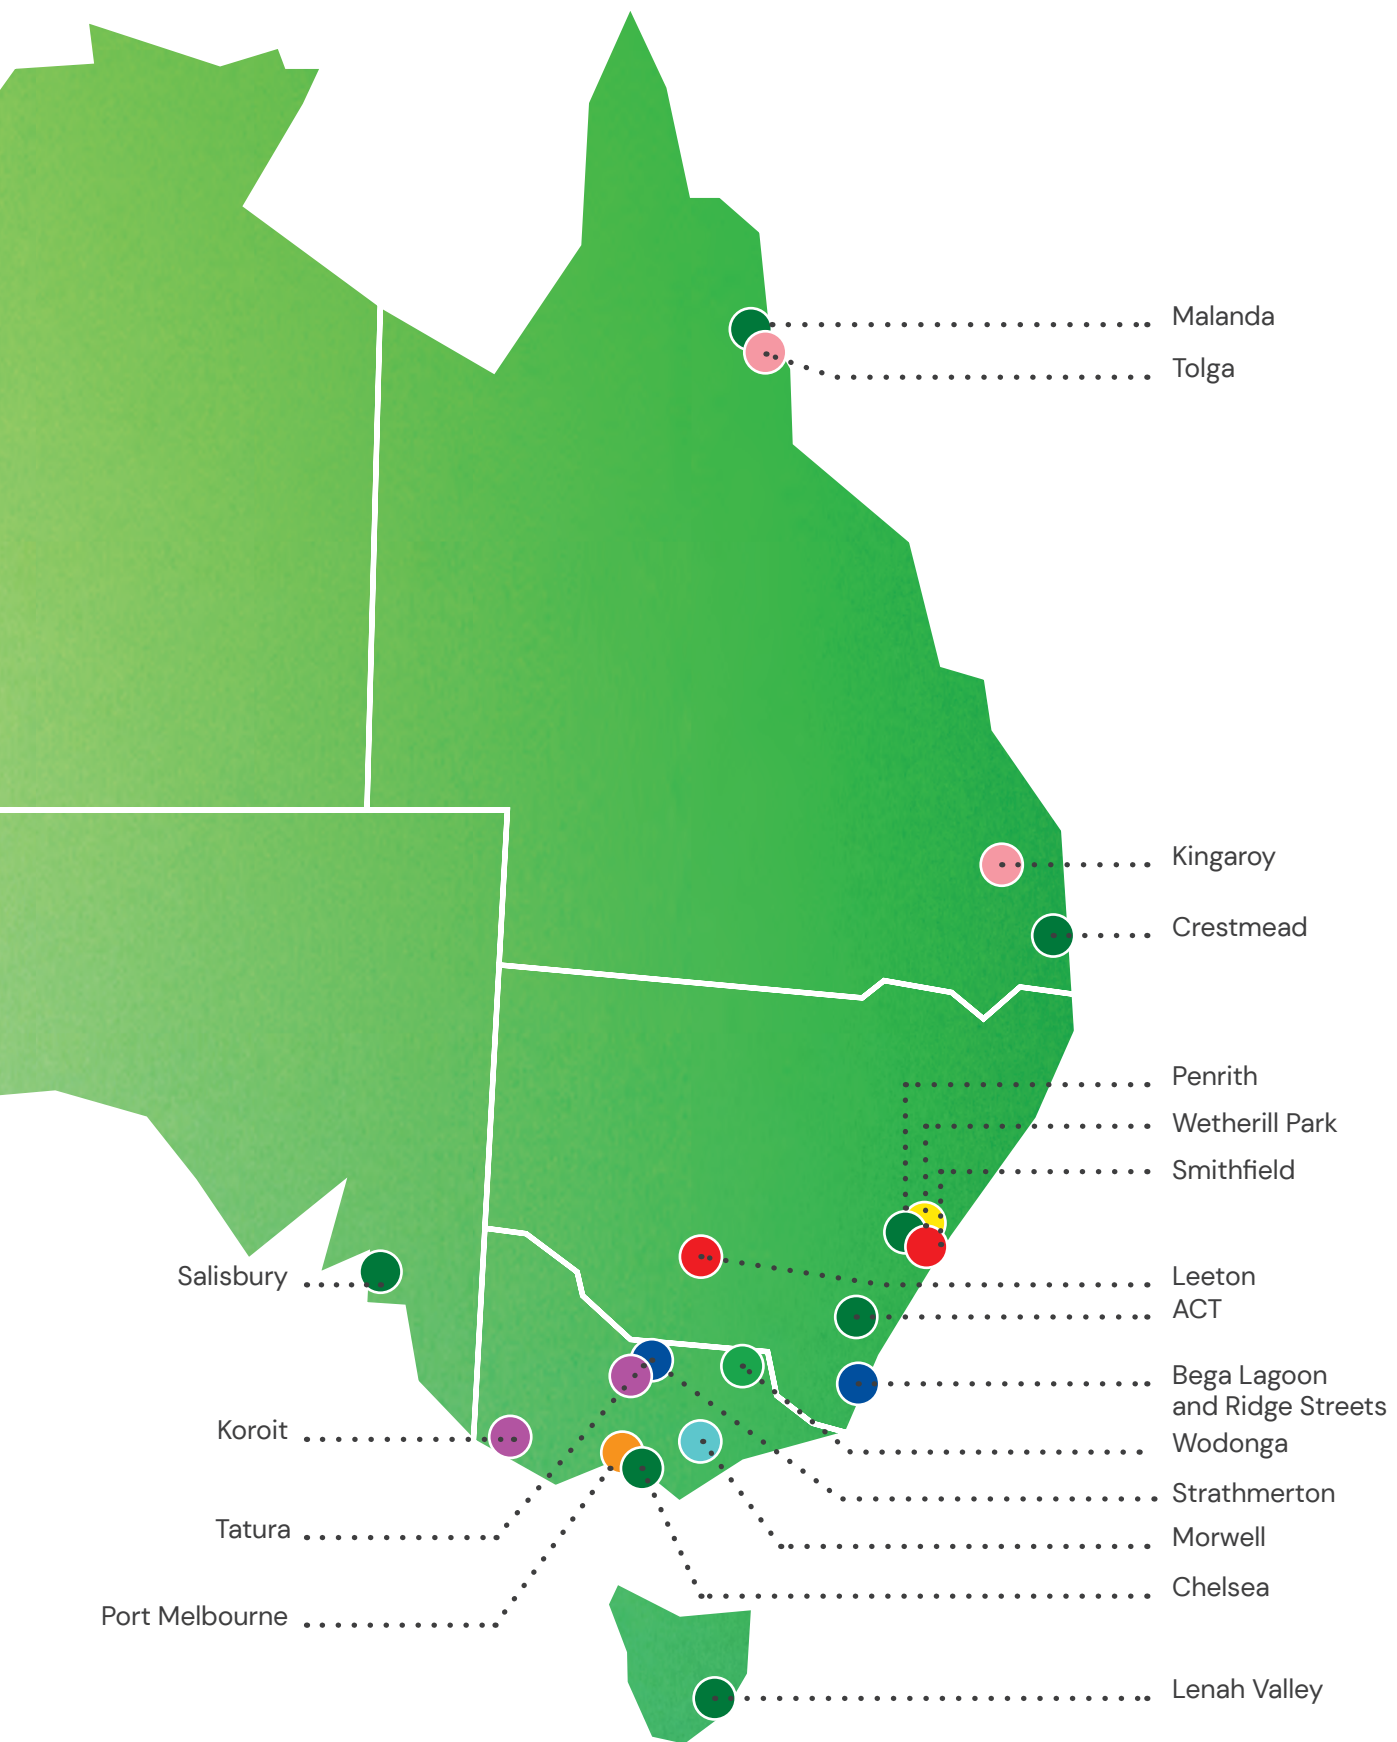 Malanda
Tolga
Kingaroy
Crestmead
Penrith
Wetherill Park
Smithfield
Salisbury
Leeton
ACT
Bega Lagoon
and Ridge Streets
Koroit
Wodonga
Strathmerton
Tatura
Morwell
Chelsea
Port Melbourne
Lenah Valley